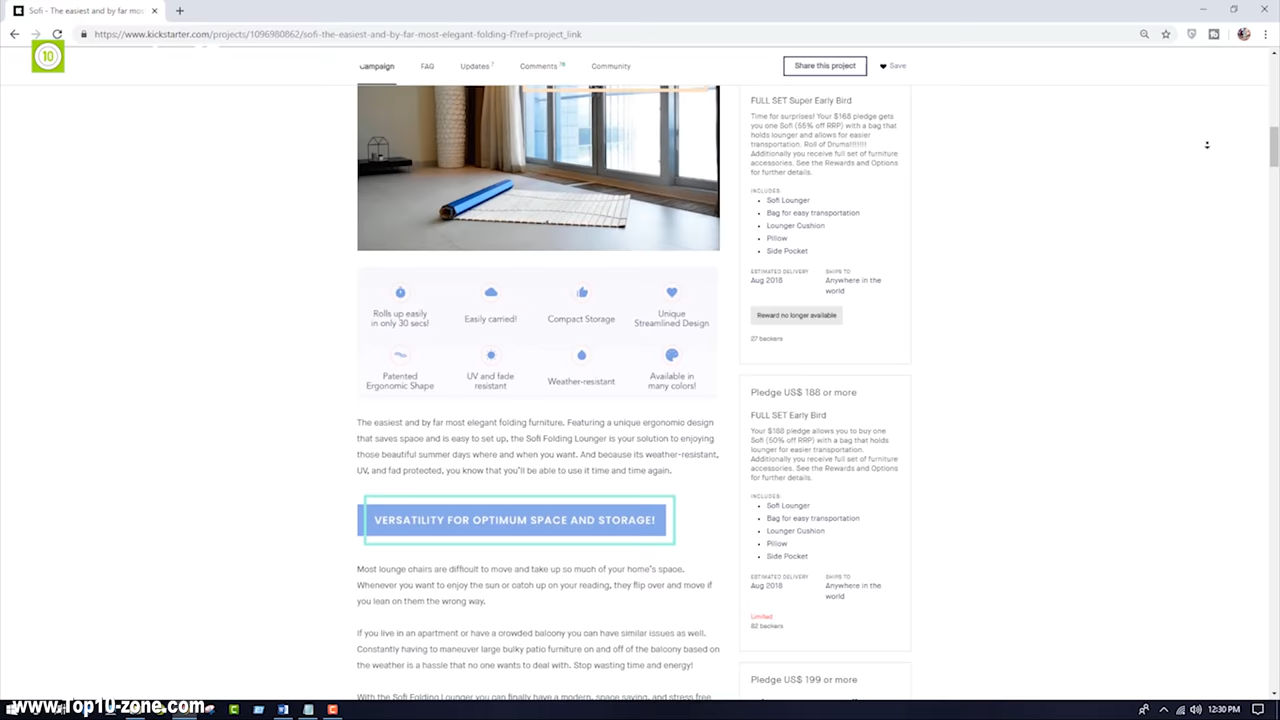 Sofi - The easiest and by far most
https://www.kickstarter.com/projects/1096980862/sofi-the-easiest-and-by-far-most-elegant-folding-f?ref=project_link
10
Campaign
FAQ
Updates 7
Comments 76
Community
Share this project
Save
Rolls up easily
in only 30 secs!
Easily carried!
Compact Storage
Unique
Streamlined Design
Patented
Ergonomic Shape
UV and fade
resistant
Weather-resistant
Available in
many colors!
The easiest and by far most elegant folding furniture. Featuring a unique ergonomic design
that saves space and is easy to set up, the Sofi Folding Lounger is your solution to enjoying
those beautiful summer days where and when you want. And because its weather-resistant,
UV, and fad protected, you know that you'll be able to use it time and time again.
VERSATILITY FOR OPTIMUM SPACE AND STORAGE!
Most lounge chairs are difficult to move and take up so much of your home's space.
Whenever you want to enjoy the sun or catch up on your reading, they flip over and move if
you lean on them the wrong way.
If you live in an apartment or have a crowded balcony you can have similar issues as well.
Constantly having to maneuver large bulky patio furniture on and off of the balcony based on
the weather is a hassle that no one wants to deal with. Stop wasting time and energy!
With the Sofi Folding Lounger you can finally have a modern, space saving, and stress free
FULL SET Super Early Bird
Time for surprises! Your $168 pledge gets
you one Sofi (55% off RRP) with a bag that
holds lounger and allows for easier
transportation. Roll of Drums!!!!!!!
Additionally you receive full set of furniture
accessories. See the Rewards and Options
for further details.
INCLUDES:
Sofi Lounger
Bag for easy transportation
Lounger Cushion
Pillow
Side Pocket
ESTIMATED DELIVERY
Aug 2018
SHIPS TO
Anywhere in the
world
Reward no longer available
27 backers
Pledge US$ 188 or more
FULL SET Early Bird
Your $188 pledge allows you to buy one
Sofi (50% off RRP) with a bag that holds
lounger for easier transportation.
Additionally you receive full set of furniture
accessories. See the Rewards and Options
for further details.
INCLUDES:
Sofi Lounger
Bag for easy transportation
Lounger Cushion
Pillow
Side Pocket
ESTIMATED DELIVERY
Aug 2018
SHIPS TO
Anywhere in the
world
Limited
82 backers
Pledge US$ 199 or more
www.Top10-zone.com
12:30 PM